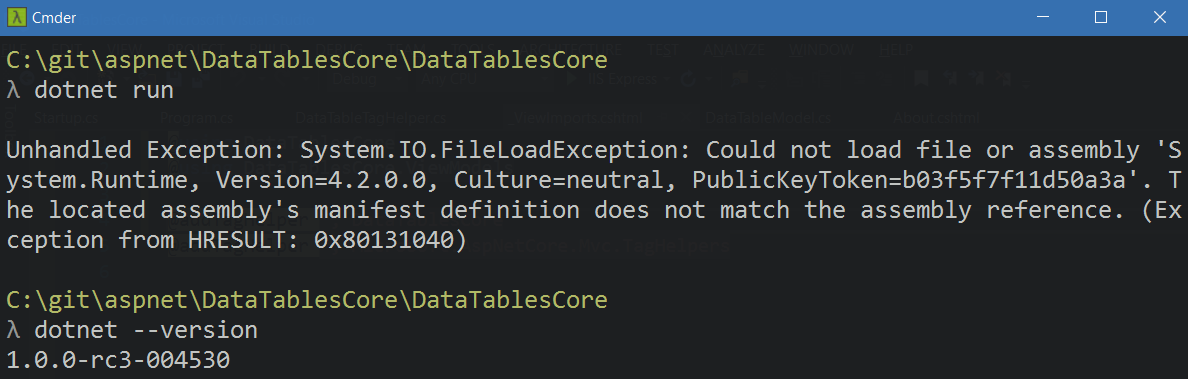 Cmder
C:\git\aspnet\DataTablesCore\DataTablesCore
λ dotnet run
Unhandled Exception: System.IO.FileLoadException: Could not load file or assembly 'S
ystem.Runtime, Version=4.2.0.0, Culture=neutral, PublicKeyToken=b03f5f7f11d50a3a'. T
he located assembly's manifest definition does not match the assembly reference. (Ex
ception from HRESULT: 0x80131040)
C:\git\aspnet\DataTablesCore\DataTablesCore
λ dotnet --version
1.0.0-rc3-004530